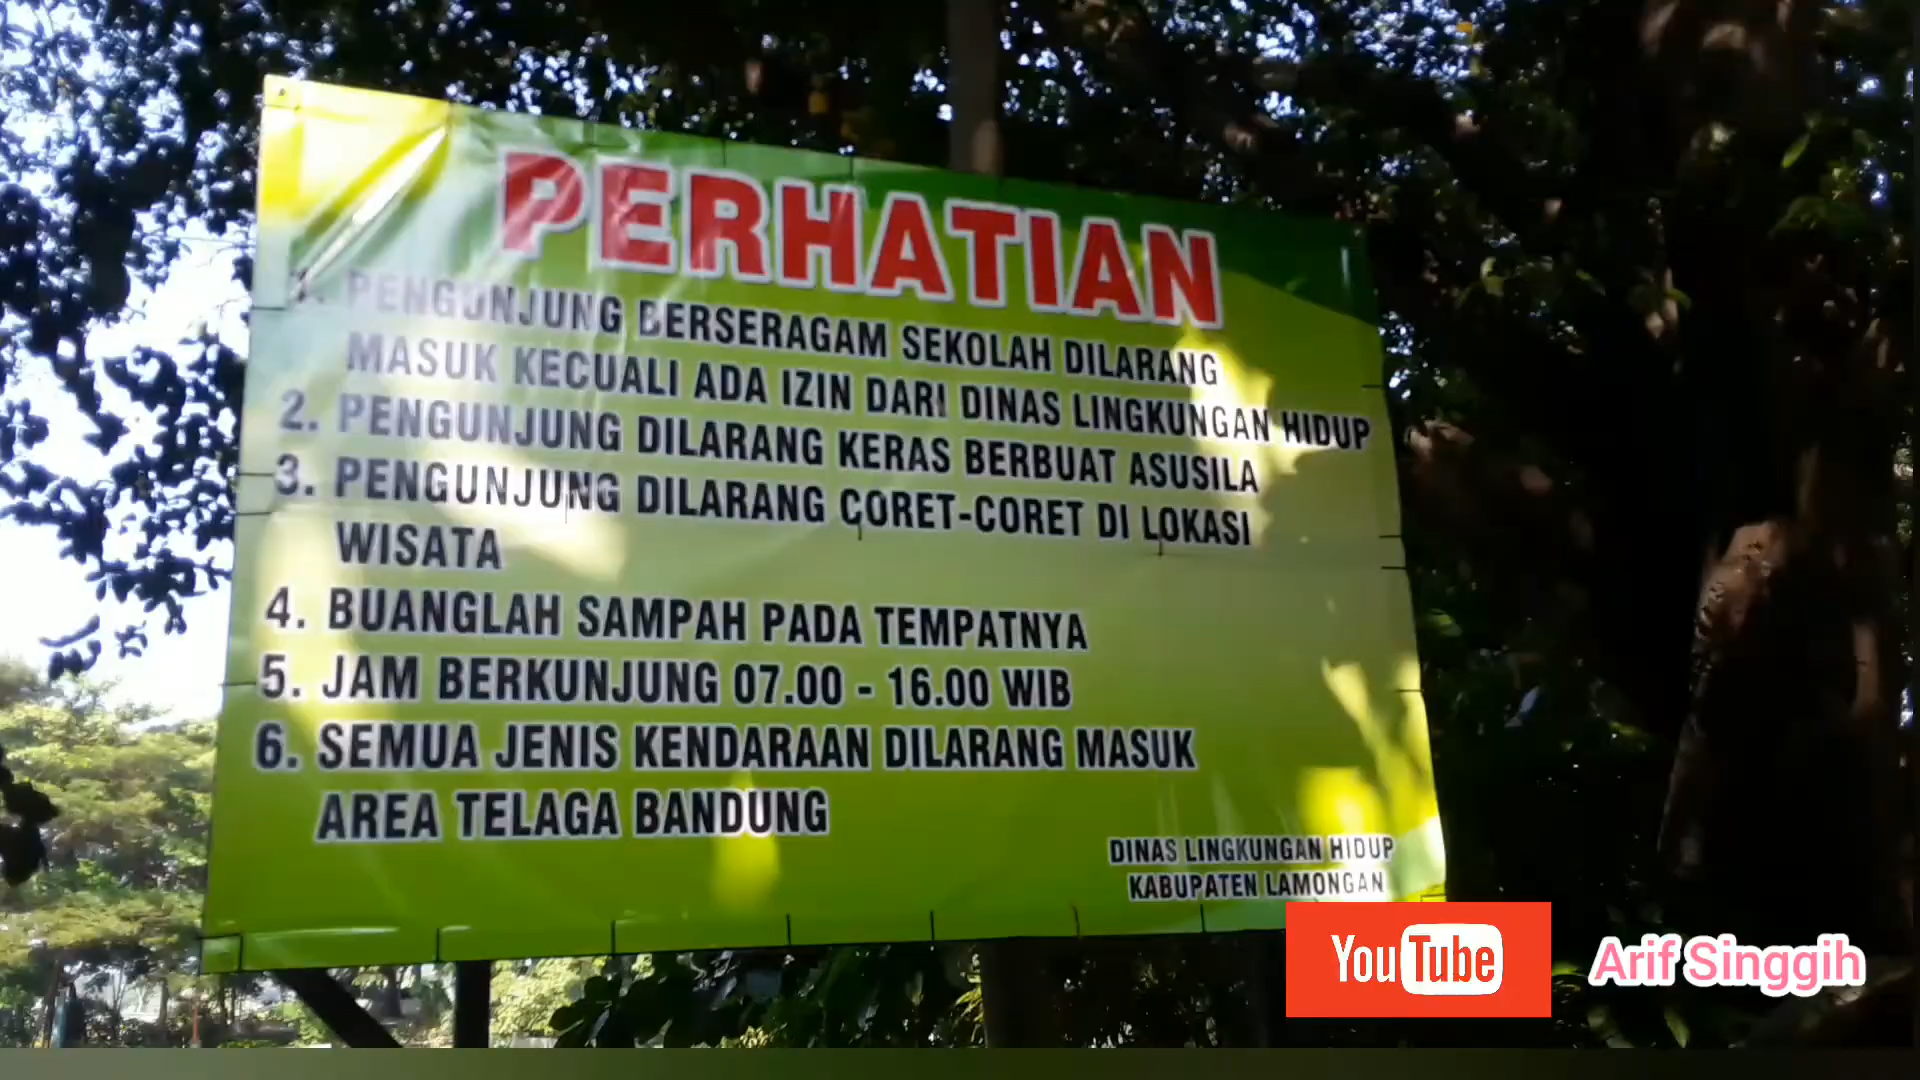 PERHATIAN
1. PENGUNJUNG BERSERAGAM SEKOLAH DILARANG
MASUK KECUALI ADA IZIN DARI DINAS LINGKUNGAN HIDUP
2. PENGUNJUNG DILARANG KERAS BERBUAT ASUSILA
3. PENGUNJUNG DILARANG CORET-CORET DI LOKASI
WISATA
4. BUANGLAH SAMPAH PADA TEMPATNYA
5. JAM BERKUNJUNG 07.00 - 16.00 WIB
6. SEMUA JENIS KENDARAAN DILARANG MASUK
AREA TELAGA BANDUNG
DINAS LINGKUNGAN HIDUP
KABUPATEN LAMONGAN
YouTube Arif Singgih